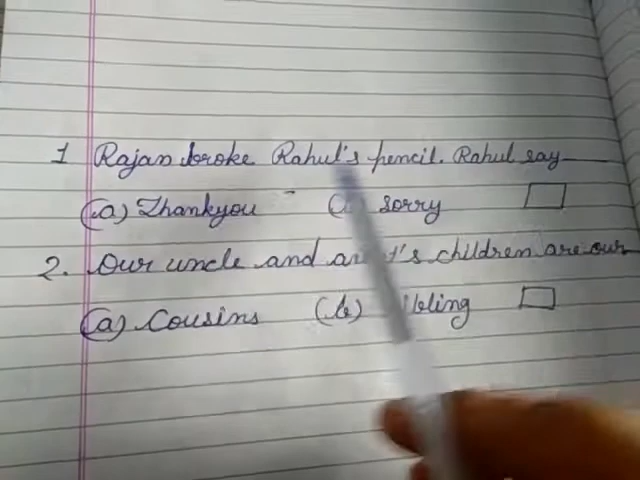 1 Rajan broke Rahul's pencil. Rahul say
(a) Thankyou sorry
2. Our uncle and children are our
(a) Cousins (b)